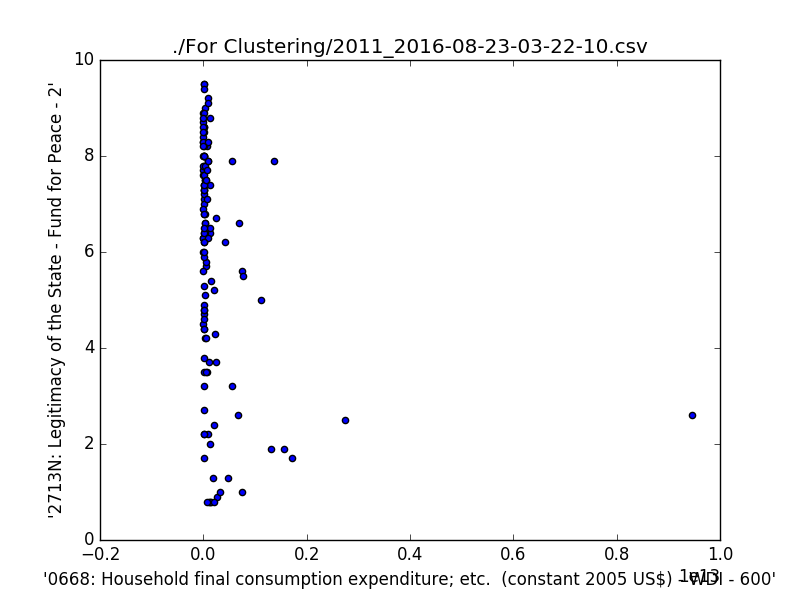 ./For Clustering/2011_2016-08-23-03-22-10.csv
'2713N: Legitimacy of the State - Fund for Peace - 2'
10
8
6
4
2
0
−0.2 0.0 0.2 0.4 0.6 0.8 1.0
1e13
'0668: Household final consumption expenditure; etc. (constant 2005 US$) - WDI - 600'